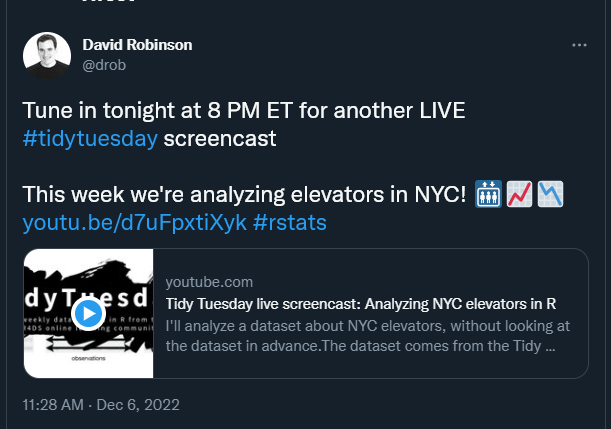 David Robinson
@drob
Tune in tonight at 8 PM ET for another LIVE
#tidytuesday screencast
This week we're analyzing elevators in NYC!
youtu.be/d7uFpxtiXyk #rstats
dyTuesd
weekly data in R from t
R4DS online learning communi
observations
youtube.com
Tidy Tuesday live screencast: Analyzing NYC elevators in R
I'll analyze a dataset about NYC elevators, without looking at
the dataset in advance.The dataset comes from the Tidy ...
11:28 AM · Dec 6, 2022